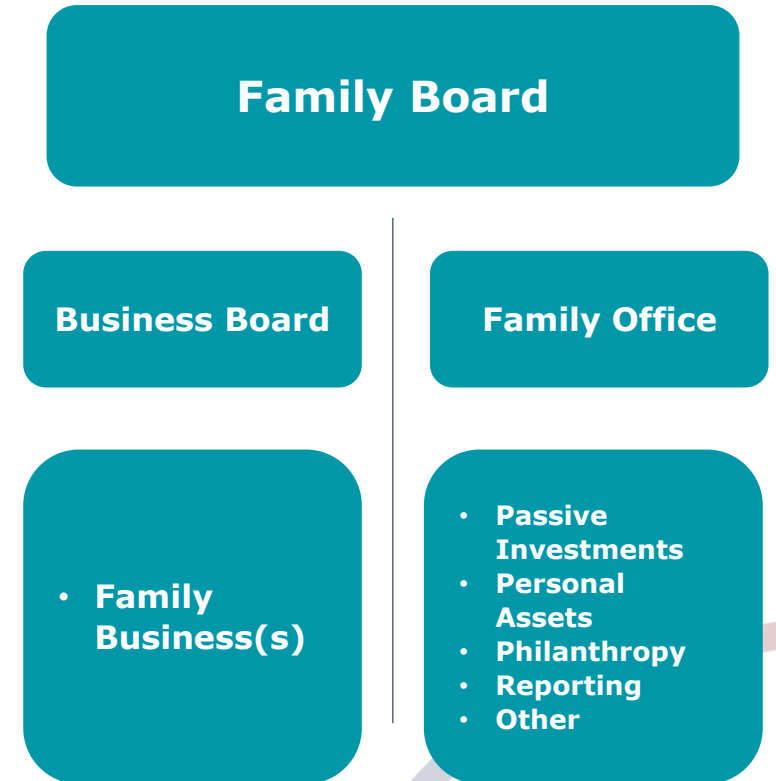 Family Board
Business Board
Family Office
• Family
Business(s)
• Passive
Investments
• Personal
Assets
• Philanthropy
• Reporting
• Other